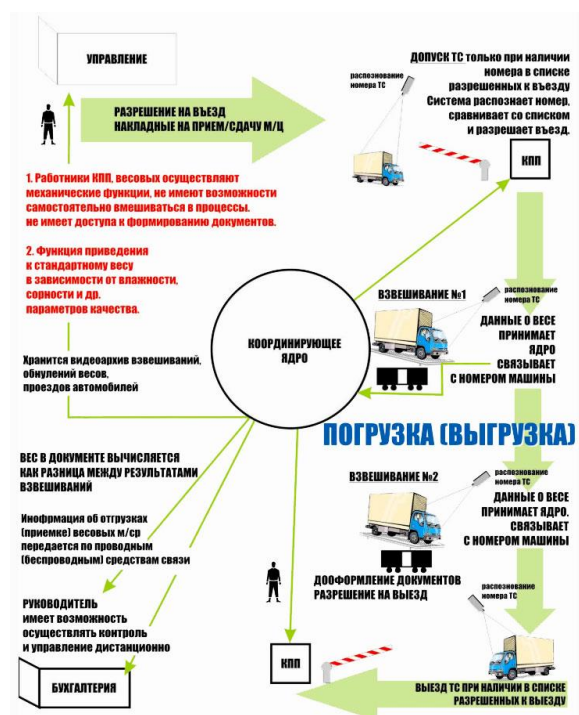 УПРАВЛЕНИЕ
РАЗРЕШЕНИЕ НА ВЪЕЗД
НАКЛАДНЫЕ НА ПРИЕМ/СДАЧУ М/Ц
распознование
номера ТС
ДОПУСК ТС только при наличии
номера в списке
разрешенных к въезду
Система распознает номер,
сравнивает со списком
и разрешает въезд.
КПП
1. Работники КПП, весовых осуществляют
механические функции, не имеют возможности
самостоятельно вмешиваться в процессы.
не имеет доступа к формированию документов.
2. Функция приведения
к стандартному весу
в зависимости от влажности,
сорности и др.
параметров качества.
Хранится видеоархив взвешиваний,
обнулений весов,
проездов автомобилей
КООРДИНИРУЮЩЕЕ
ЯДРО
ВЗВЕШИВАНИЕ №1
распознование
номера ТС
ДАННЫЕ О ВЕСЕ
ПРИНИМАЕТ
ЯДРО
СВЯЗЫВАЕТ
С НОМЕРОМ МАШИНЫ
ПОГРУЗКА (ВЫГРУЗКА)
ВЕС В ДОКУМЕНТЕ ВЫЧИСЛЯЕТСЯ
КАК РАЗНИЦА МЕЖДУ РЕЗУЛЬТАТАМИ
ВЗВЕШИВАНИЙ
Инофрмация об отгрузках
(приемке) весовых м/ср
передается по проводным
(беспроводным) средствам связи
РУКОВОДИТЕЛЬ
имеет возможность
осуществлять контроль
и управление дистанционно
БУХГАЛТЕРИЯ
ВЗВЕШИВАНИЕ №2
распознование
номера ТС
ДАННЫЕ О ВЕСЕ
ПРИНИМАЕТ ЯДРО.
СВЯЗЫВАЕТ
С НОМЕРОМ МАШИНЫ
ДООФОРМЛЕНИЕ ДОКУМЕНТОВ
РАЗРЕШЕНИЕ НА ВЫЕЗД
распознование
номера ТС
КПП
ВЫЕЗД ТС ПРИ НАЛИЧИИ В СПИСКЕ
РАЗРЕШЕННЫХ К ВЫЕЗДУ